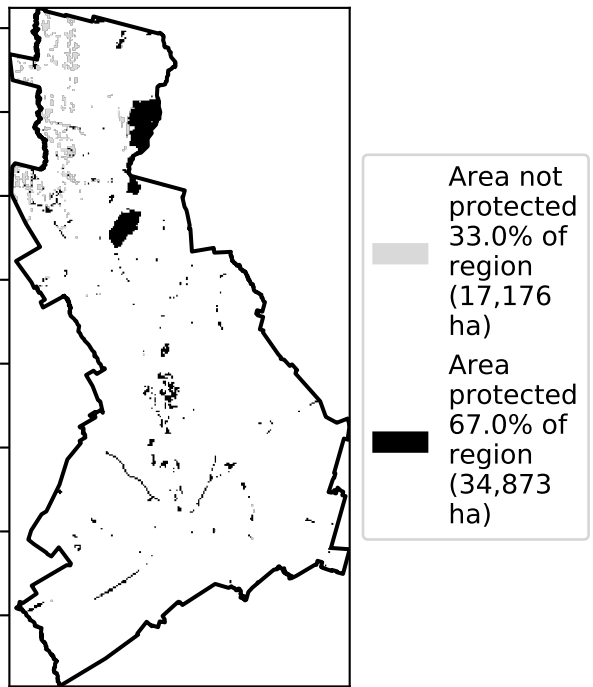 Area not
protected
33.0% of
region
(17,176
ha)
Area
protected
67.0% of
region
(34,873
ha)